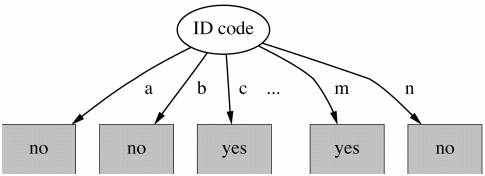 ID code
a b c ... m n
no no yes yes no